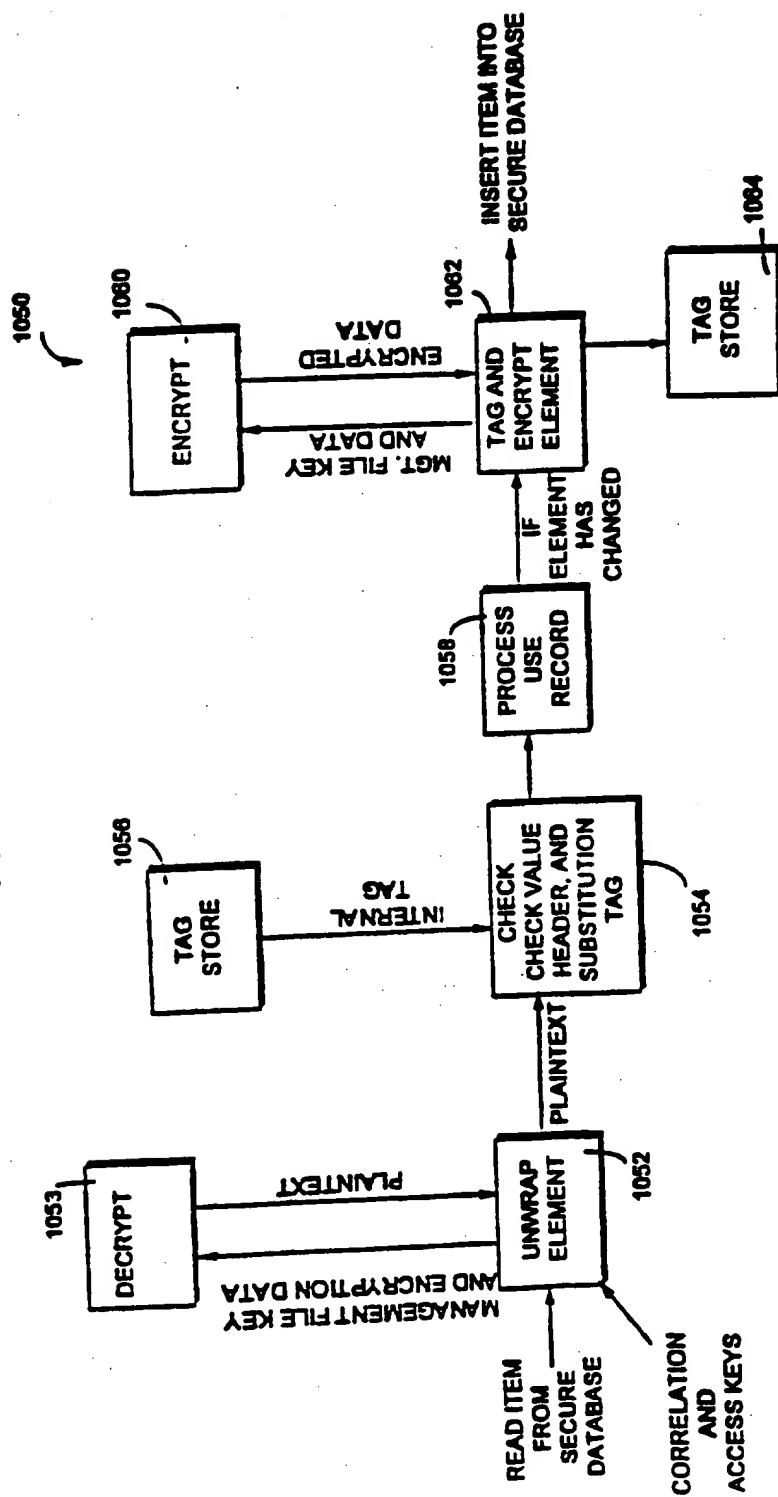 1050
1053
DECRYPT
MANAGEMENT FILE KEY
AND ENCRYPTION DATA
PLAINTEXT
READ ITEM
FROM
SECURE
DATABASE
UNWRAP
ELEMENT
1052
CORRELATION
AND
ACCESS KEYS
PLAINTEXT
1056
TAG
STORE
INTERNAL
TAG
CHECK
CHECK VALUE
HEADER, AND
SUBSTITUTION
TAG
1054
1058
PROCESS
USE
RECORD
IF
ELEMENT
HAS
CHANGED
1060
ENCRYPT
MGT. FILE KEY
AND DATA
ENCRYPTED
DATA
1062
TAG AND
ENCRYPT
ELEMENT
INSERT ITEM INTO
SECURE DATABASE
TAG
STORE
1064